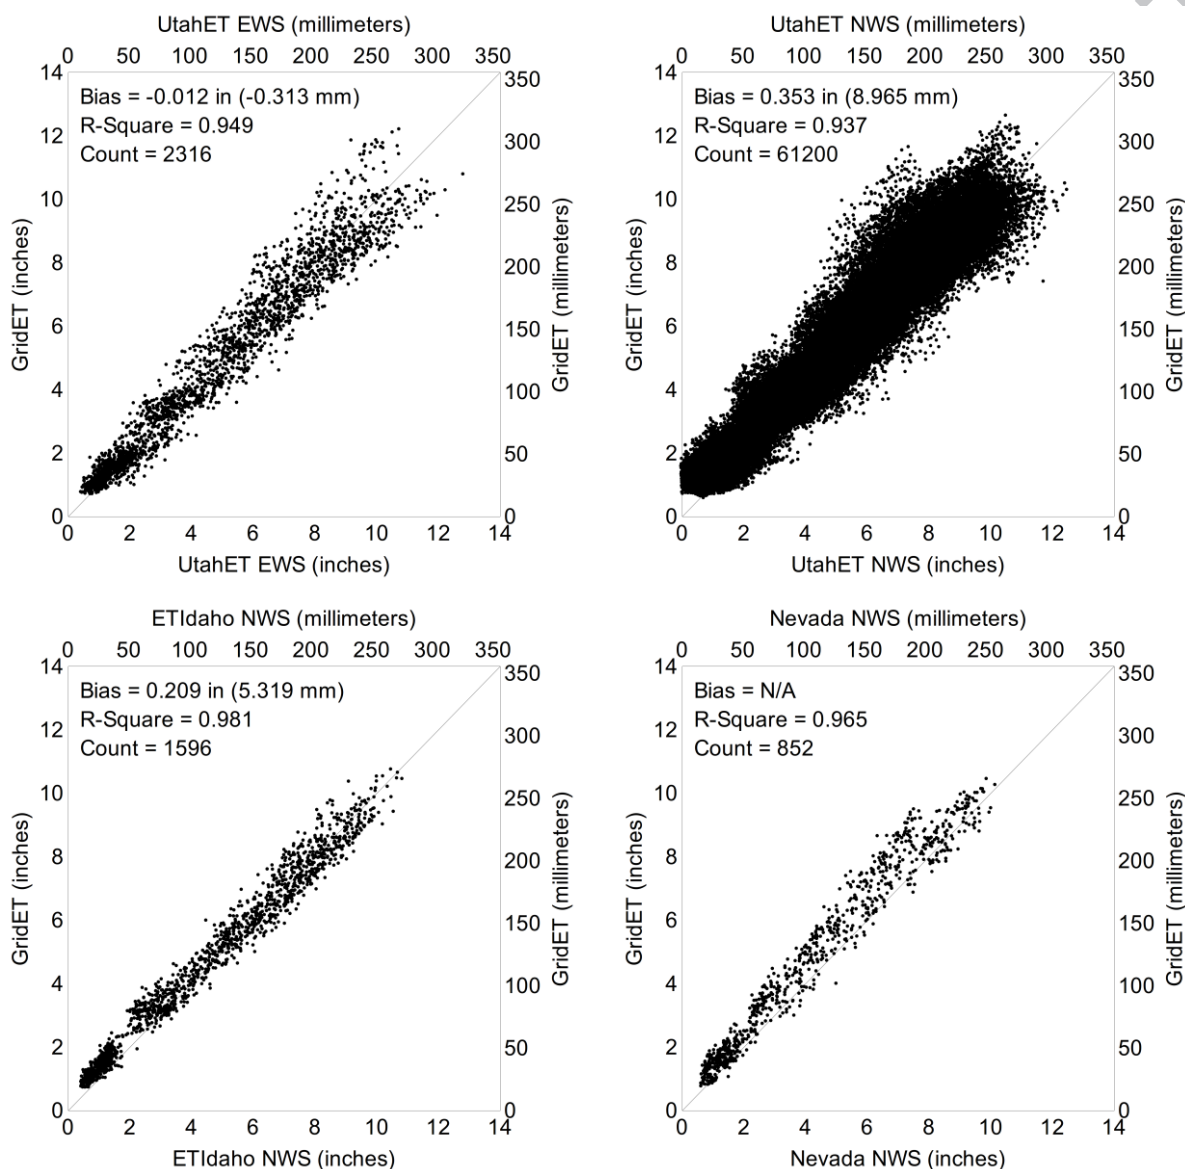 UtahET EWS (millimeters)
0 50 100 150 200 250 300 350
14 12 10 8 6 4 2 0
GridET (inches)
Bias = -0.012 in (-0.313 mm)
R-Square = 0.949
Count = 2316
350 300 250 200 150 100 50 0
GridET (millimeters)
0 2 4 6 8 10 12 14
UtahET EWS (inches)
UtahET NWS (millimeters)
0 50 100 150 200 250 300 350
14 12 10 8 6 4 2 0
GridET (inches)
Bias = 0.353 in (8.965 mm)
R-Square = 0.937
Count = 61200
350 300 250 200 150 100 50 0
GridET (millimeters)
0 2 4 6 8 10 12 14
UtahET NWS (inches)
ETIdaho NWS (millimeters)
0 50 100 150 200 250 300 350
14 12 10 8 6 4 2 0
GridET (inches)
Bias = 0.209 in (5.319 mm)
R-Square = 0.981
Count = 1596
350 300 250 200 150 100 50 0
GridET (millimeters)
0 2 4 6 8 10 12 14
ETIdaho NWS (inches)
Nevada NWS (millimeters)
0 50 100 150 200 250 300 350
14 12 10 8 6 4 2 0
GridET (inches)
Bias = N/A
R-Square = 0.965
Count = 852
350 300 250 200 150 100 50 0
GridET (millimeters)
0 2 4 6 8 10 12 14
Nevada NWS (inches)